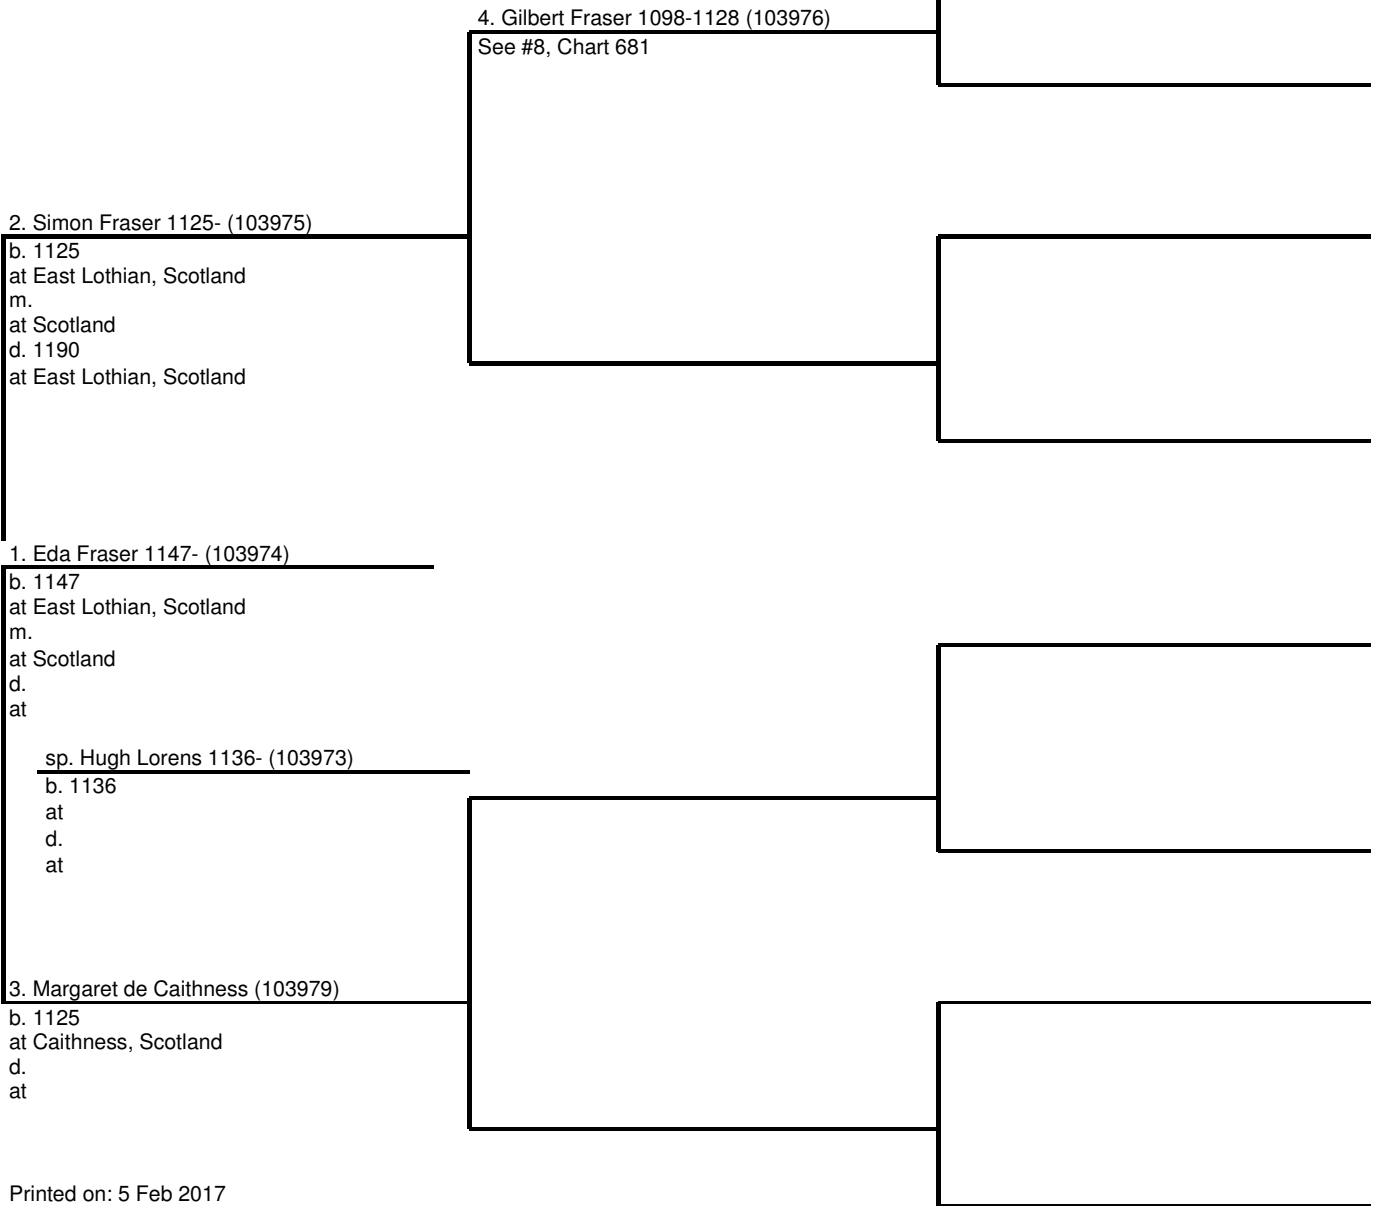 4. Gilbert Fraser 1098-1128 (103976)
See #8, Chart 681
2. Simon Fraser 1125- (103975)
b. 1125
at East Lothian, Scotland
m.
at Scotland
d. 1190
at East Lothian, Scotland
1. Eda Fraser 1147- (103974)
b. 1147
at East Lothian, Scotland
m.
at Scotland
d.
at
sp. Hugh Lorens 1136- (103973)
b. 1136
at
d.
at
3. Margaret de Caithness (103979)
b. 1125
at Caithness, Scotland
d.
at
Printed on: 5 Feb 2017